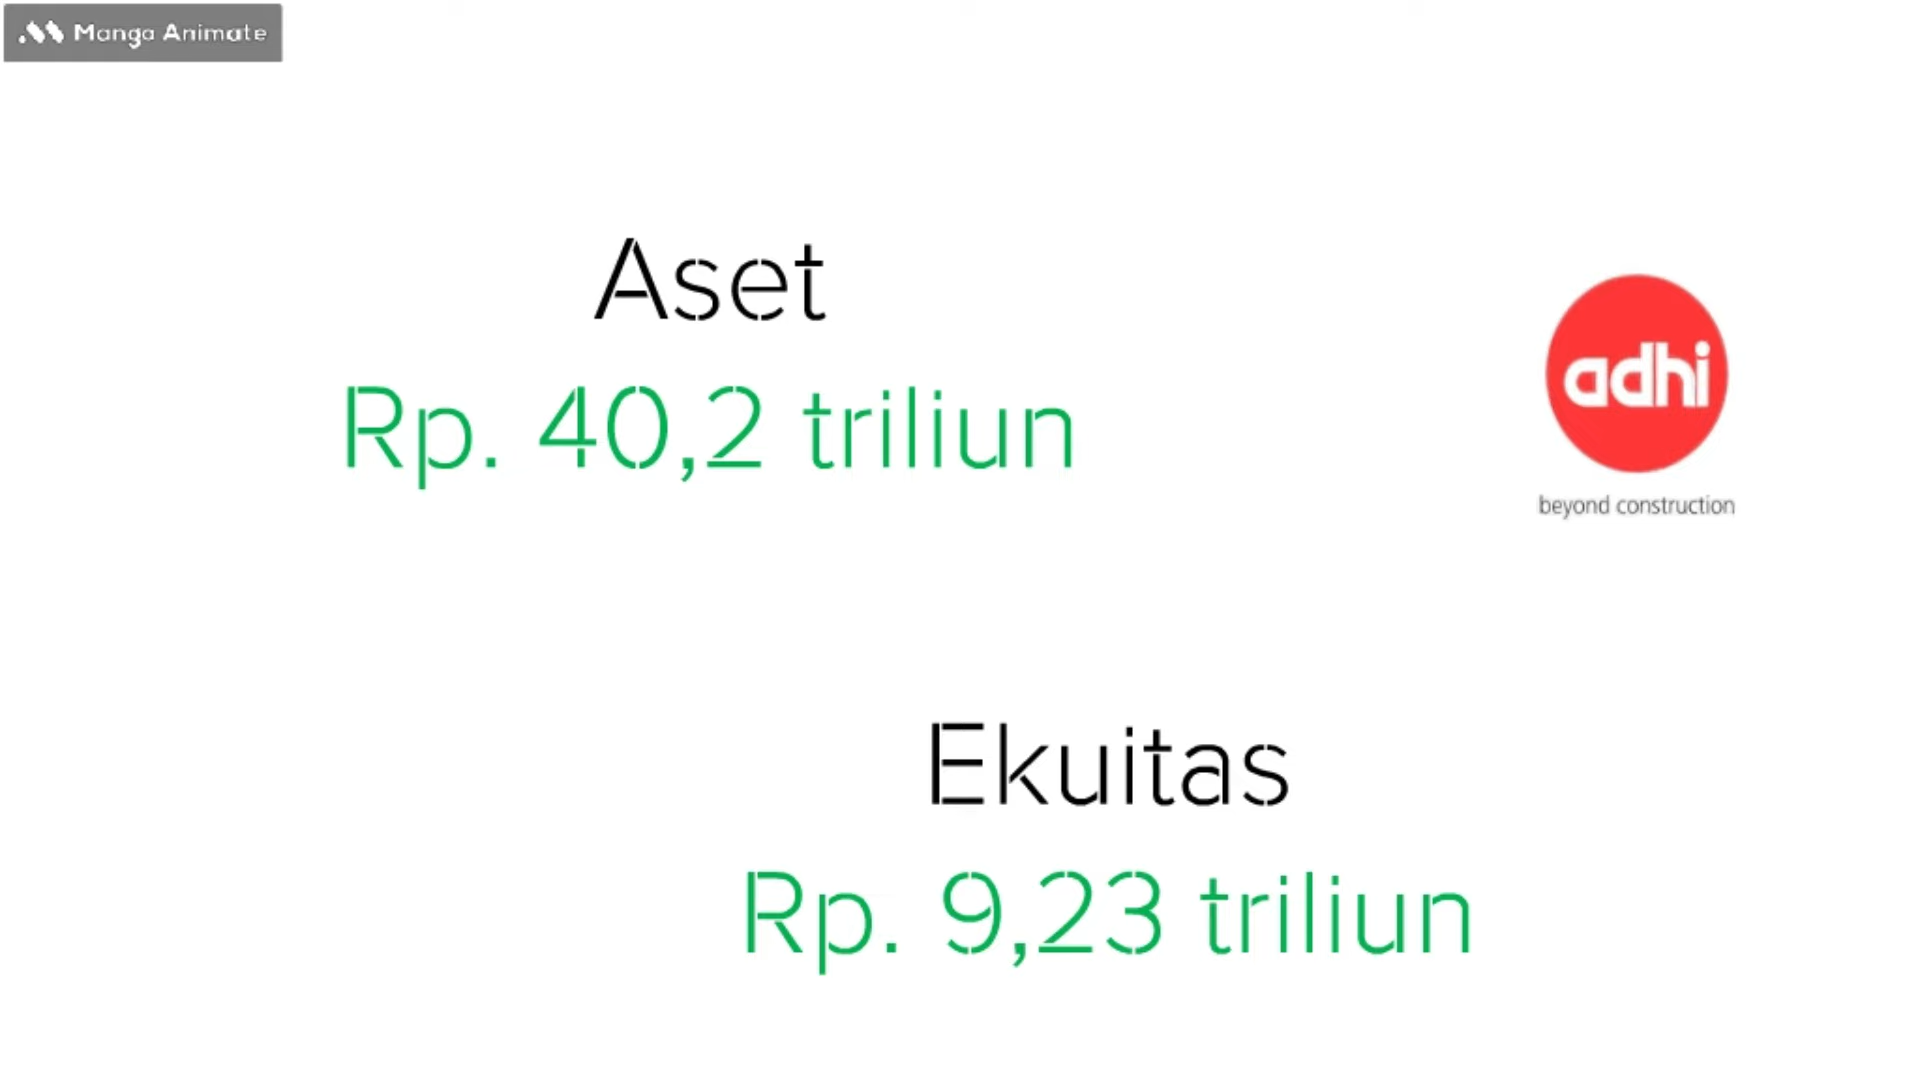 Manga Animate
Aset
Rp. 40,2 triliun
adhi
beyond construction
Ekuitas
Rp. 9,23 triliun